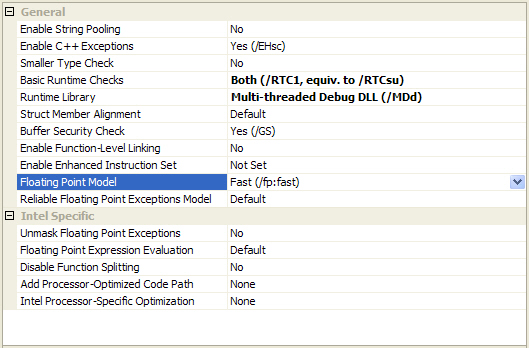 General
Enable String Pooling No
Enable C++ Exceptions Yes (/EHsc)
Smaller Type Check No
Basic Runtime Checks Both (/RTC1, equiv. to /RTCsu)
Runtime Library Multi-threaded Debug DLL (/MDd)
Struct Member Alignment Default
Buffer Security Check Yes (/GS)
Enable Function-Level Linking No
Enable Enhanced Instruction Set Not Set
Floating Point Model Fast (/fp:fast)
Reliable Floating Point Exceptions Model Default
Intel Specific
Unmask Floating Point Exceptions No
Floating Point Expression Evaluation Default
Disable Function Splitting No
Add Processor-Optimized Code Path None
Intel Processor-Specific Optimization None